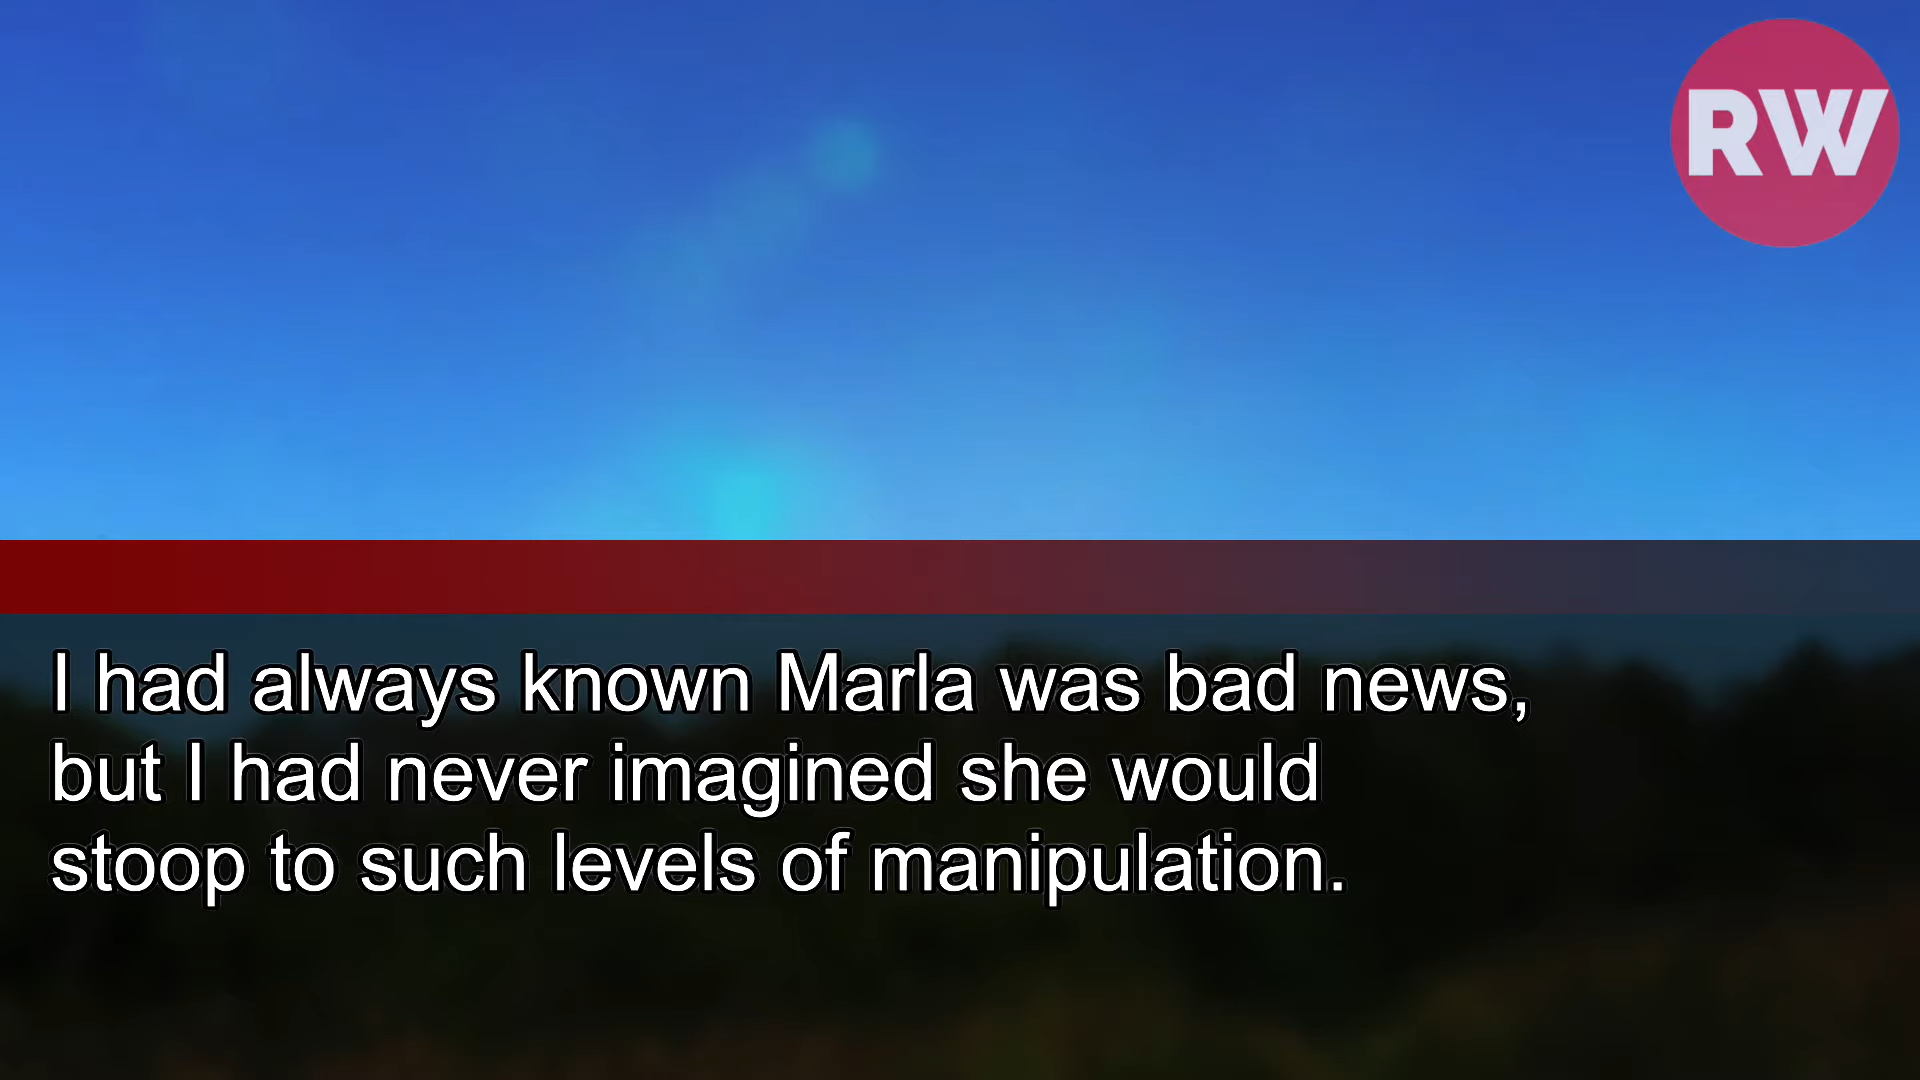 RW
I had always known Marla was bad news,
but I had never imagined she would
stoop to such levels of manipulation.